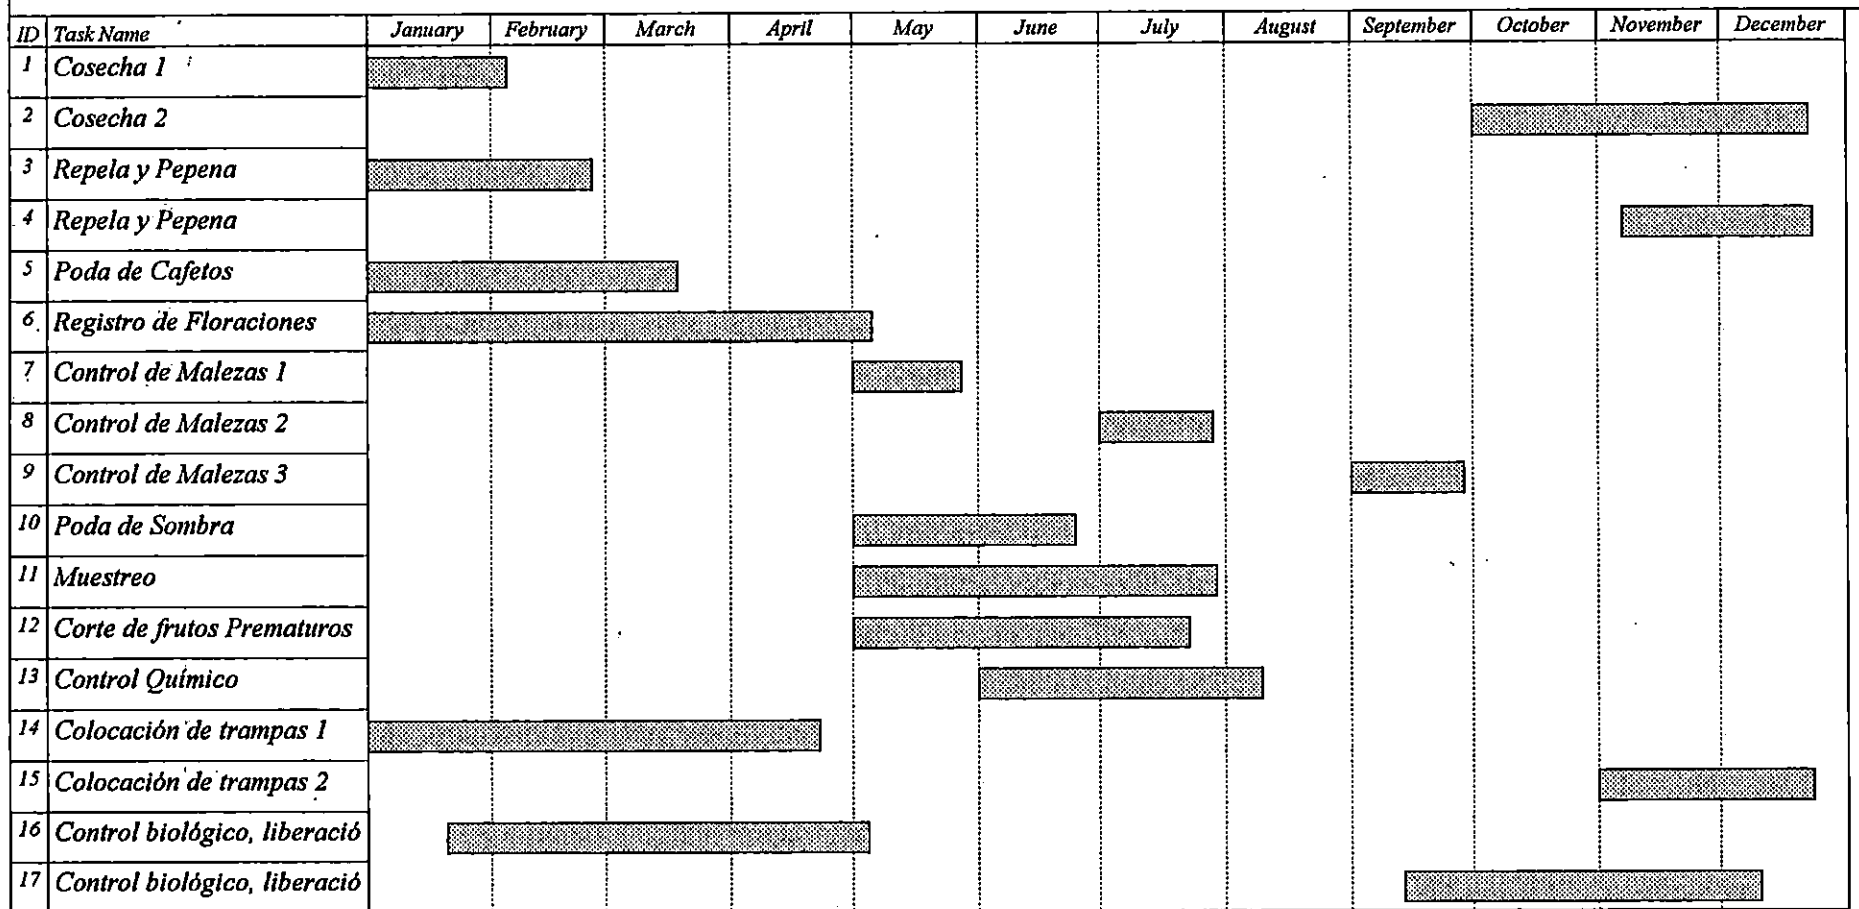 ID Task Name January February March April May June July August September October November December
1 Cosecha 1
2 Cosecha 2
3 Repela y Pepena
4 Repela y Pepena
5 Poda de Cafetos
6 Registro de Floraciones
7 Control de Malezas 1
8 Control de Malezas 2
9 Control de Malezas 3
10 Poda de Sombra
11 Muestreo
12 Corte de frutos Prematuros
13 Control Químico
14 Colocación de trampas 1
15 Colocación de trampas 2
16 Control biológico, liberació
17 Control biológico, liberació